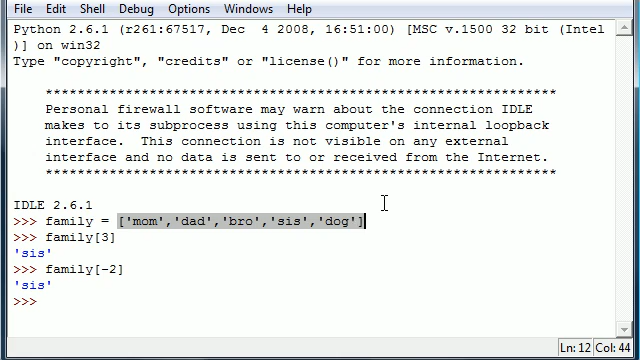 File Edit Shell Debug Options Windows Help
Python 2.6.1 (r261:67517, Dec  4 2008, 16:51:00) [MSC v.1500 32 bit (Intel
)] on win32
Type "copyright", "credits" or "license()" for more information.
****************************************************************
Personal firewall software may warn about the connection IDLE
makes to its subprocess using this computer's internal loopback
interface.  This connection is not visible on any external
interface and no data is sent to or received from the Internet.
****************************************************************
IDLE 2.6.1
>>> family = ['mom','dad','bro','sis','dog']
>>> family[3]
'sis'
>>> family[-2]
'sis'
>>>
Ln: 12 Col: 44